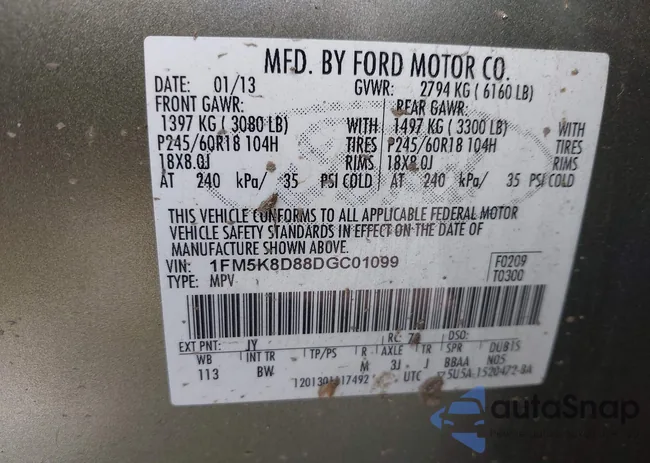 MFD. BY FORD MOTOR CO.
DATE: 01/13 GVWR: 2794 KG ( 6160 LB)
FRONT GAWR: REAR GAWR:
1397 KG ( 3080 LB) WITH 1497 KG ( 3300 LB) WITH
P245/60R18 104H TIRES P245/60R18 104H TIRES
18X8.0J RIMS 18X8.0J RIMS
AT 240 kPa/ 35 PSI COLD AT 240 kPa/ 35 PSI COLD
THIS VEHICLE CONFORMS TO ALL APPLICABLE FEDERAL MOTOR
VEHICLE SAFETY STANDARDS IN EFFECT ON THE DATE OF
MANUFACTURE SHOWN ABOVE.
VIN: 1FM5K8D88DGC01099 F0209
TYPE: MPV T0300
EXT PNT: JY RC: 7 DSO:
WB INT TR TP/PS R AXLE TR SPR DUB15
113 BW M 3J J BBAA N05
UTC
autoSnap